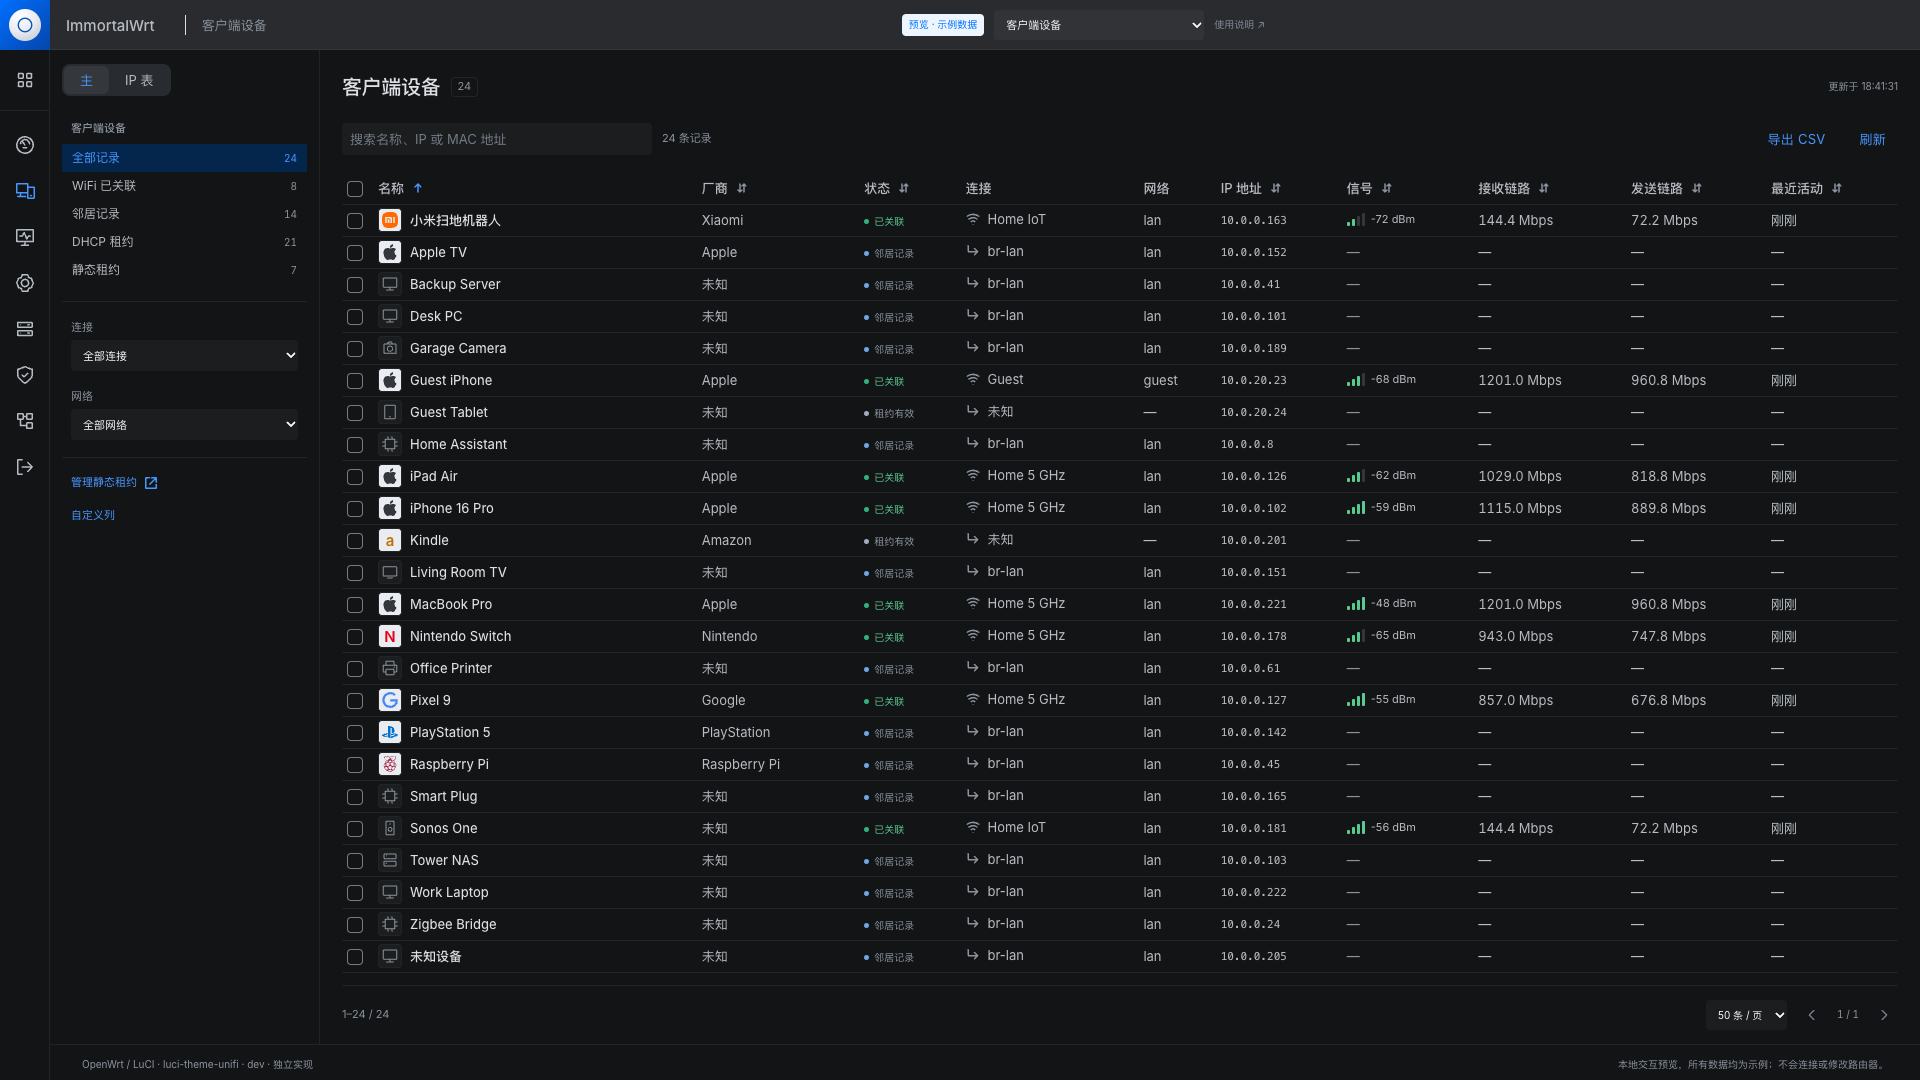 ImmortalWrt 客户端设备 预览 · 示例数据 客户端设备 使用说明 ↗
主 IP 表
客户端设备
全部记录 24
WiFi 已关联 8
邻居记录 14
DHCP 租约 21
静态租约 7
连接
全部连接
网络
全部网络
管理静态租约
自定义列
客户端设备 24 更新于 18:41:31
搜索名称、IP 或 MAC 地址 24 条记录 导出 CSV 刷新
名称 厂商 状态 连接 网络 IP 地址 信号 接收链路 发送链路 最近活动
小米扫地机器人 Xiaomi 已关联 Home IoT lan 10.0.0.163 -72 dBm 144.4 Mbps 72.2 Mbps 刚刚
Apple TV Apple 邻居记录 br-lan lan 10.0.0.152 — — — —
Backup Server 未知 邻居记录 br-lan lan 10.0.0.41 — — — —
Desk PC 未知 邻居记录 br-lan lan 10.0.0.101 — — — —
Garage Camera 未知 邻居记录 br-lan lan 10.0.0.189 — — — —
Guest iPhone Apple 已关联 Guest guest 10.0.20.23 -68 dBm 1201.0 Mbps 960.8 Mbps 刚刚
Guest Tablet 未知 租约有效 未知 — 10.0.20.24 — — — —
Home Assistant 未知 邻居记录 br-lan lan 10.0.0.8 — — — —
iPad Air Apple 已关联 Home 5 GHz lan 10.0.0.126 -62 dBm 1029.0 Mbps 818.8 Mbps 刚刚
iPhone 16 Pro Apple 已关联 Home 5 GHz lan 10.0.0.102 -59 dBm 1115.0 Mbps 889.8 Mbps 刚刚
Kindle Amazon 租约有效 未知 — 10.0.0.201 — — — —
Living Room TV 未知 邻居记录 br-lan lan 10.0.0.151 — — — —
MacBook Pro Apple 已关联 Home 5 GHz lan 10.0.0.221 -48 dBm 1201.0 Mbps 960.8 Mbps 刚刚
Nintendo Switch Nintendo 已关联 Home 5 GHz lan 10.0.0.178 -65 dBm 943.0 Mbps 747.8 Mbps 刚刚
Office Printer 未知 邻居记录 br-lan lan 10.0.0.61 — — — —
Pixel 9 Google 已关联 Home 5 GHz lan 10.0.0.127 -55 dBm 857.0 Mbps 676.8 Mbps 刚刚
PlayStation 5 PlayStation 邻居记录 br-lan lan 10.0.0.142 — — — —
Raspberry Pi Raspberry Pi 邻居记录 br-lan lan 10.0.0.45 — — — —
Smart Plug 未知 邻居记录 br-lan lan 10.0.0.165 — — — —
Sonos One 未知 已关联 Home IoT lan 10.0.0.181 -56 dBm 144.4 Mbps 72.2 Mbps 刚刚
Tower NAS 未知 邻居记录 br-lan lan 10.0.0.103 — — — —
Work Laptop 未知 邻居记录 br-lan lan 10.0.0.222 — — — —
Zigbee Bridge 未知 邻居记录 br-lan lan 10.0.0.24 — — — —
未知设备 未知 邻居记录 br-lan lan 10.0.0.205 — — — —
1–24 / 24 50 条 / 页 1 / 1
OpenWrt / LuCI · luci-theme-unifi · dev · 独立实现 本地交互预览，所有数据均为示例；不会连接或修改路由器。